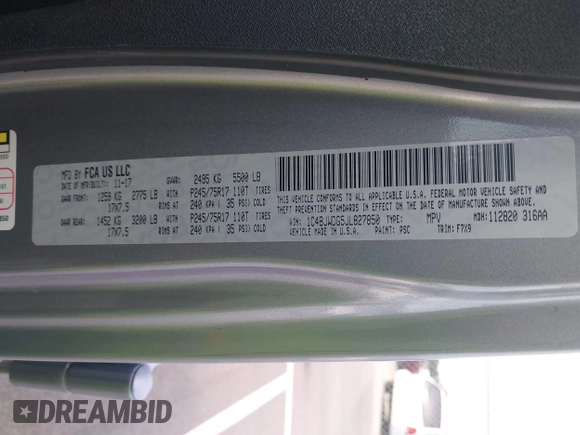 MFD BY FCA US LLC
DATE OF MFR(BUILT): 11-17
GVWR: 2495 KG 5500 LB
GAWR FRONT: 1259 KG 2775 LB WITH P245/75R17 110T TIRES
17X7.5 RIMS AT 240 KPA ( 35 PSI) COLD
GAWR REAR: 1452 KG 3200 LB WITH P245/75R17 110T TIRES
17X7.5 RIMS AT 240 KPA ( 35 PSI) COLD
THIS VEHICLE CONFORMS TO ALL APPLICABLE U.S.A. FEDERAL MOTOR VEHICLE SAFETY AND
THEFT PREVENTION STANDARDS IN EFFECT ON THE DATE OF MANUFACTURE SHOWN ABOVE.
VIN: 1C4BJWDG5JL827850 TYPE: MPV MDH: 112820 316AA
VEHICLE MADE IN U.S.A. PAINT: PSC TRIM: F7X9
850
DREAMBID